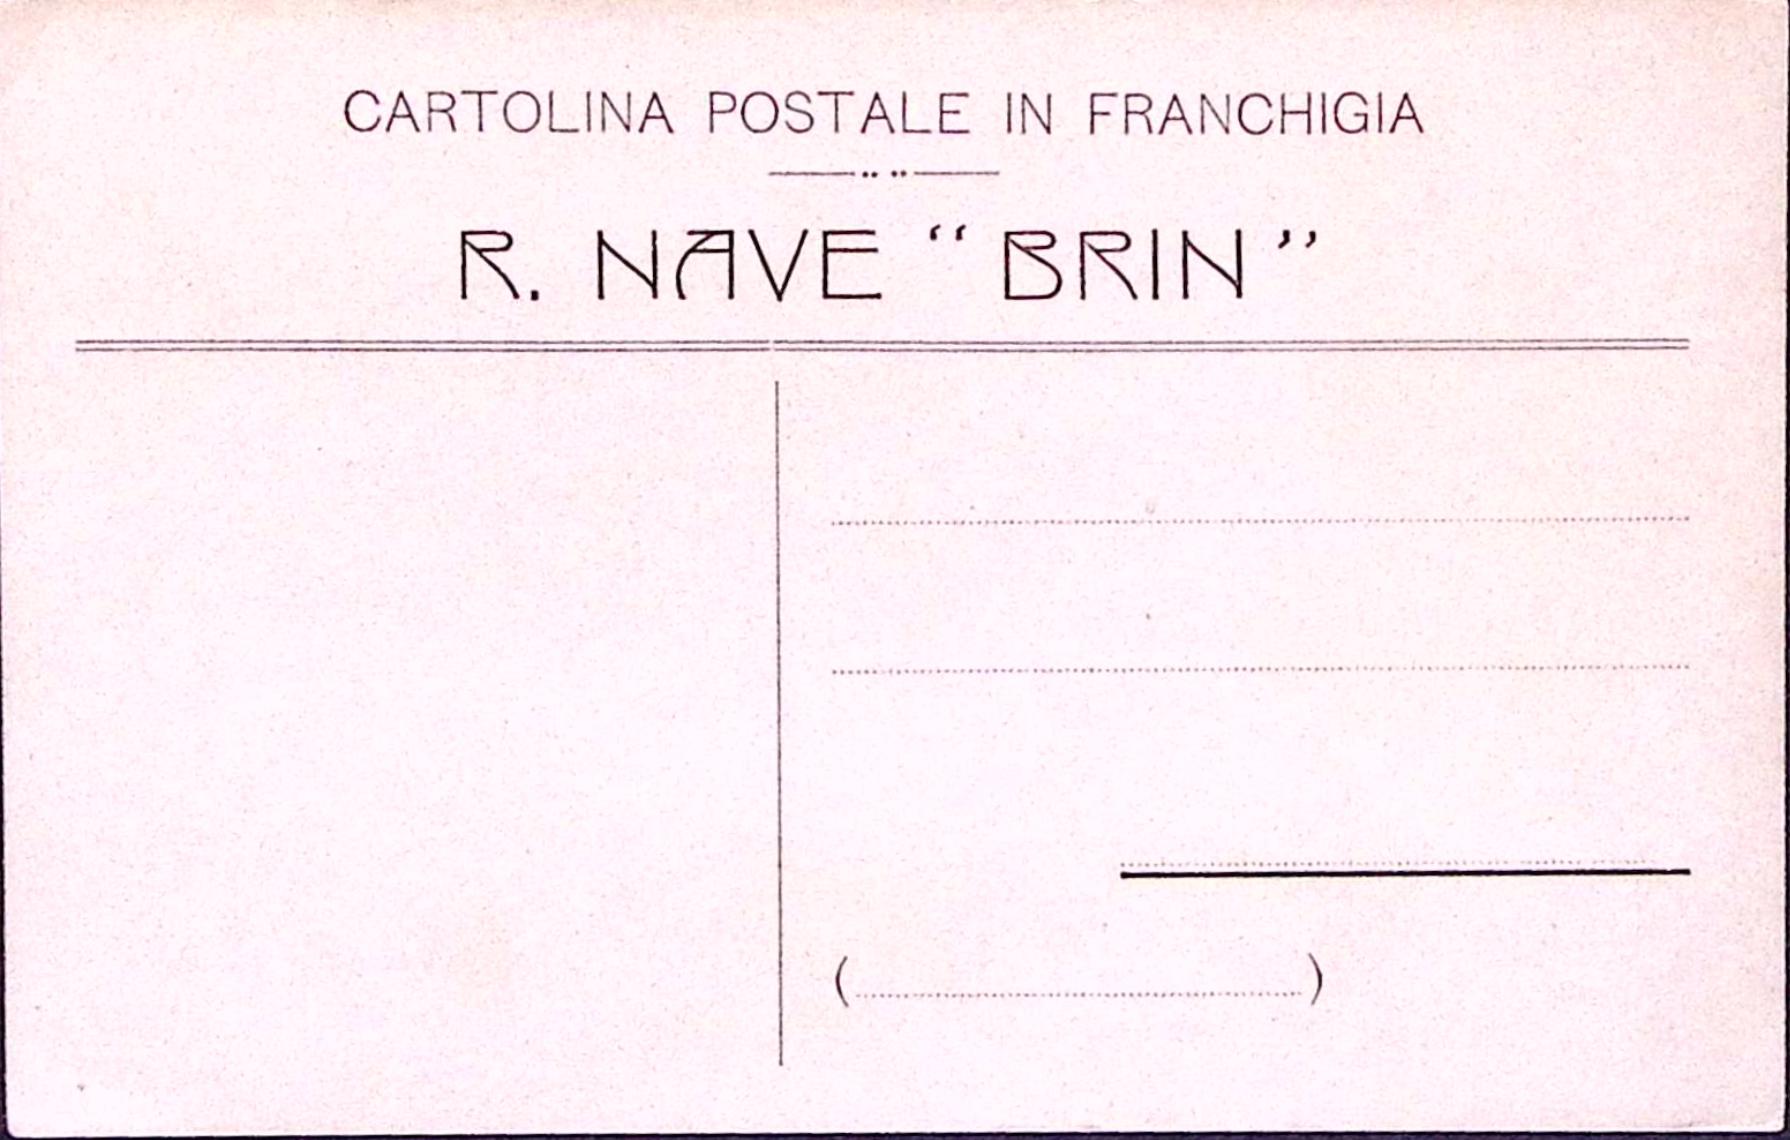 CARTOLINA POSTALE IN FRANCHIGIA
R. NAVE “BRIN”
( )